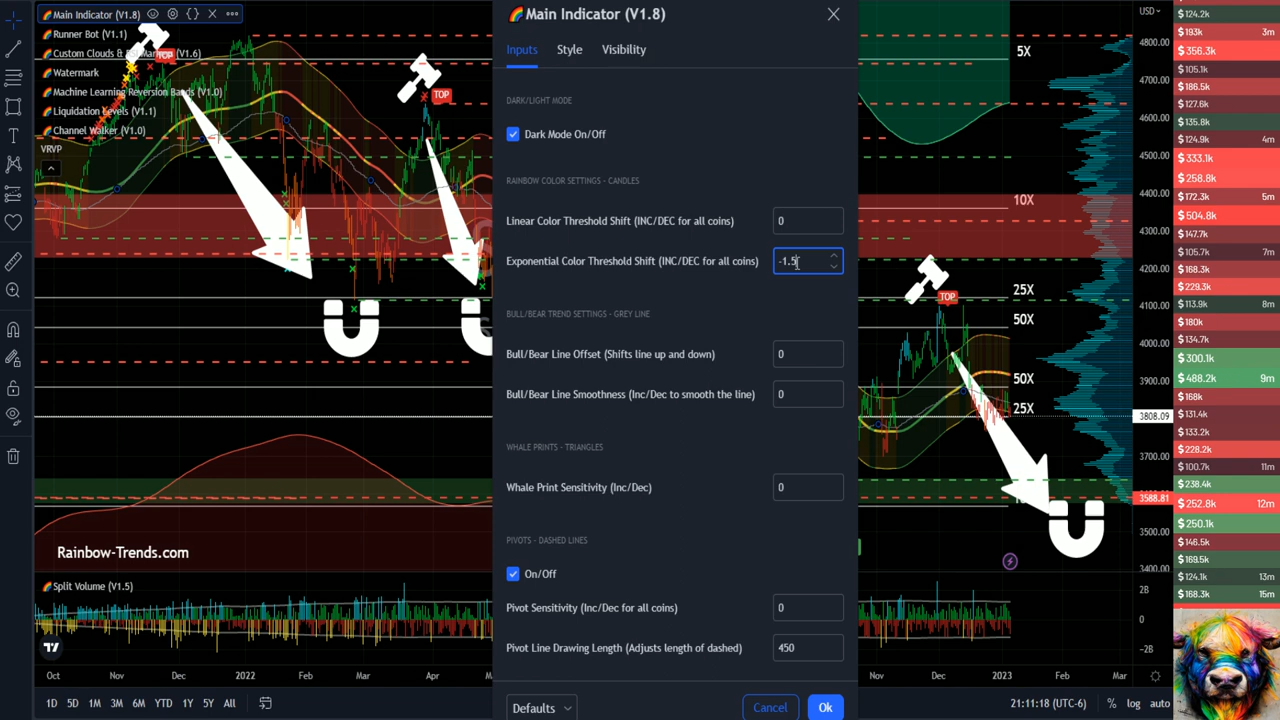 🌈 Main Indicator (V1.8)
🌈 Runner Bot (V1.1)
🌈 Custom Clouds & (V1.6)
🌈 Watermark
🌈 Machine Learning Reversion Bands (V1.0)
🌈 Liquidation Levels (V1.1)
🌈 Channel Walker (V1.0)
VRVP
TOP
TOP
Rainbow-Trends.com
🌈 Split Volume (V1.5)
Oct Nov Dec 2022 Feb Mar Apr
1D 5D 1M 3M 6M YTD 1Y 5Y All
🌈 Main Indicator (V1.8)
Inputs Style Visibility
DARK/LIGHT MODE
Dark Mode On/Off
RAINBOW COLOR SETTINGS - CANDLES
Linear Color Threshold Shift (INC/DEC for all coins) 0
Exponential Color Threshold Shift (INC/DEC for all coins) -1.5
BULL/BEAR TREND SETTINGS - GREY LINE
Bull/Bear Line Offset (Shifts line up and down) 0
Bull/Bear Line Smoothness (Inc to smooth the line) 0
WHALE PRINTS - TRIANGLES
Whale Print Sensitivity (Inc/Dec) 0
PIVOTS - DASHED LINES
On/Off
Pivot Sensitivity (Inc/Dec for all coins) 0
Pivot Line Drawing Length (Adjusts length of dashed) 450
Defaults
Cancel
Ok
5X
10X
25X
TOP
50X
50X
25X
Nov Dec 2023 Feb Mar
21:11:18 (UTC-6) % log auto
USD
4800.00
4700.00
4600.00
4500.00
4400.00
4300.00
4200.00
4100.00
4000.00
3900.00
3808.09
3700.00
3588.81
3500.00
3400.00
2B
0
-2B
$124.2k
$193k 3m
$356.3k
$105.1k
$186.5k
$127.6k
$135.8k
$124.9k 4m
$333.1k
$258.8k
$172.3k 6m
$504.8k
$147.7k
$105.7k 7m
$168.3k
$229.3k
$113.9k 8m
$180k
$134.7k
$300.1k
$488.2k
$168k
$131.4k
$133.2k
$228.2k
$100.7k 11m
$238.4k
$252.8k 12m
$250.1k
$146.5k
$169.5k
$124.1k 13m
$168.3k 15m